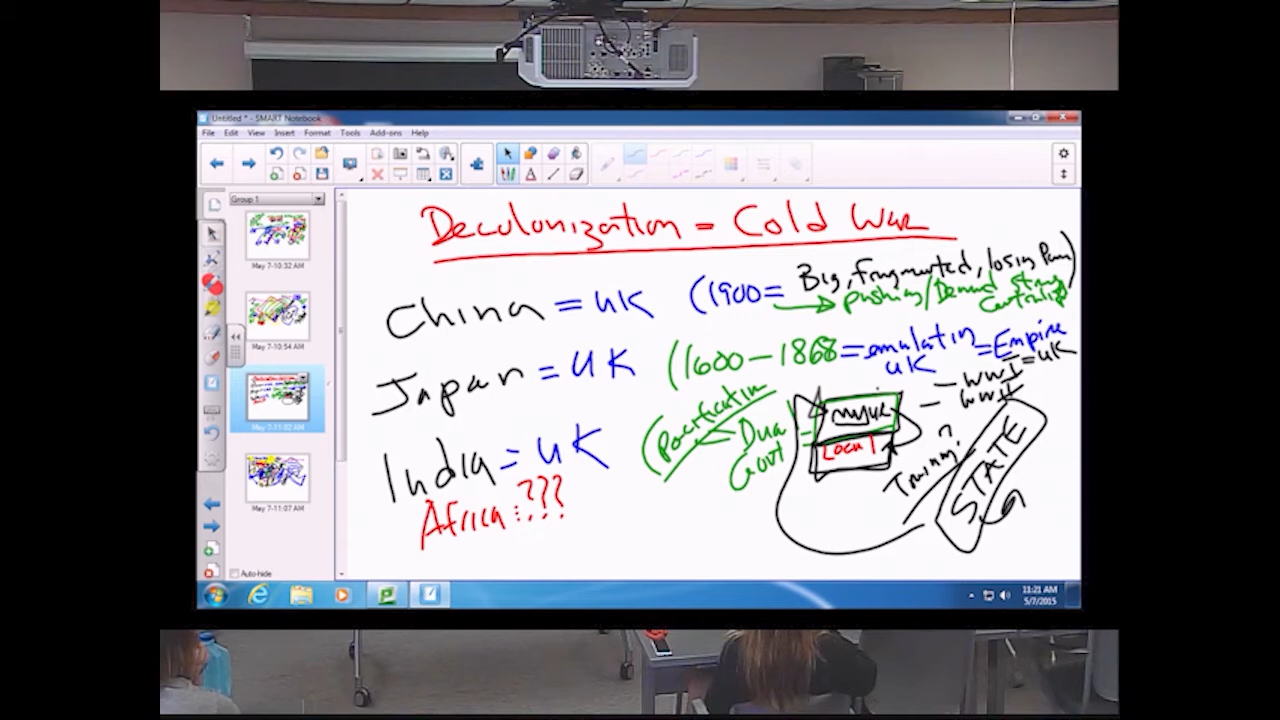 Untitled * - SMART Notebook
File Edit View Insert Format Tools Add-ons Help
Group 1
May 7-10:32 AM
May 7-10:54 AM
May 7-11:02 AM
May 7-11:07 AM
Auto-hide
Decolonization = Cold War
China = UK (1900 = Big, fragmented, losing Power)
pushing/Demand Strong
Japan = UK (1600 - 1868 = emulation UK = Empire
- WWI = UK
- WWII
(Pacification - Dual Govt =
Local
India = UK
Training
STATE
Africa : ???
11:21 AM
5/7/2015